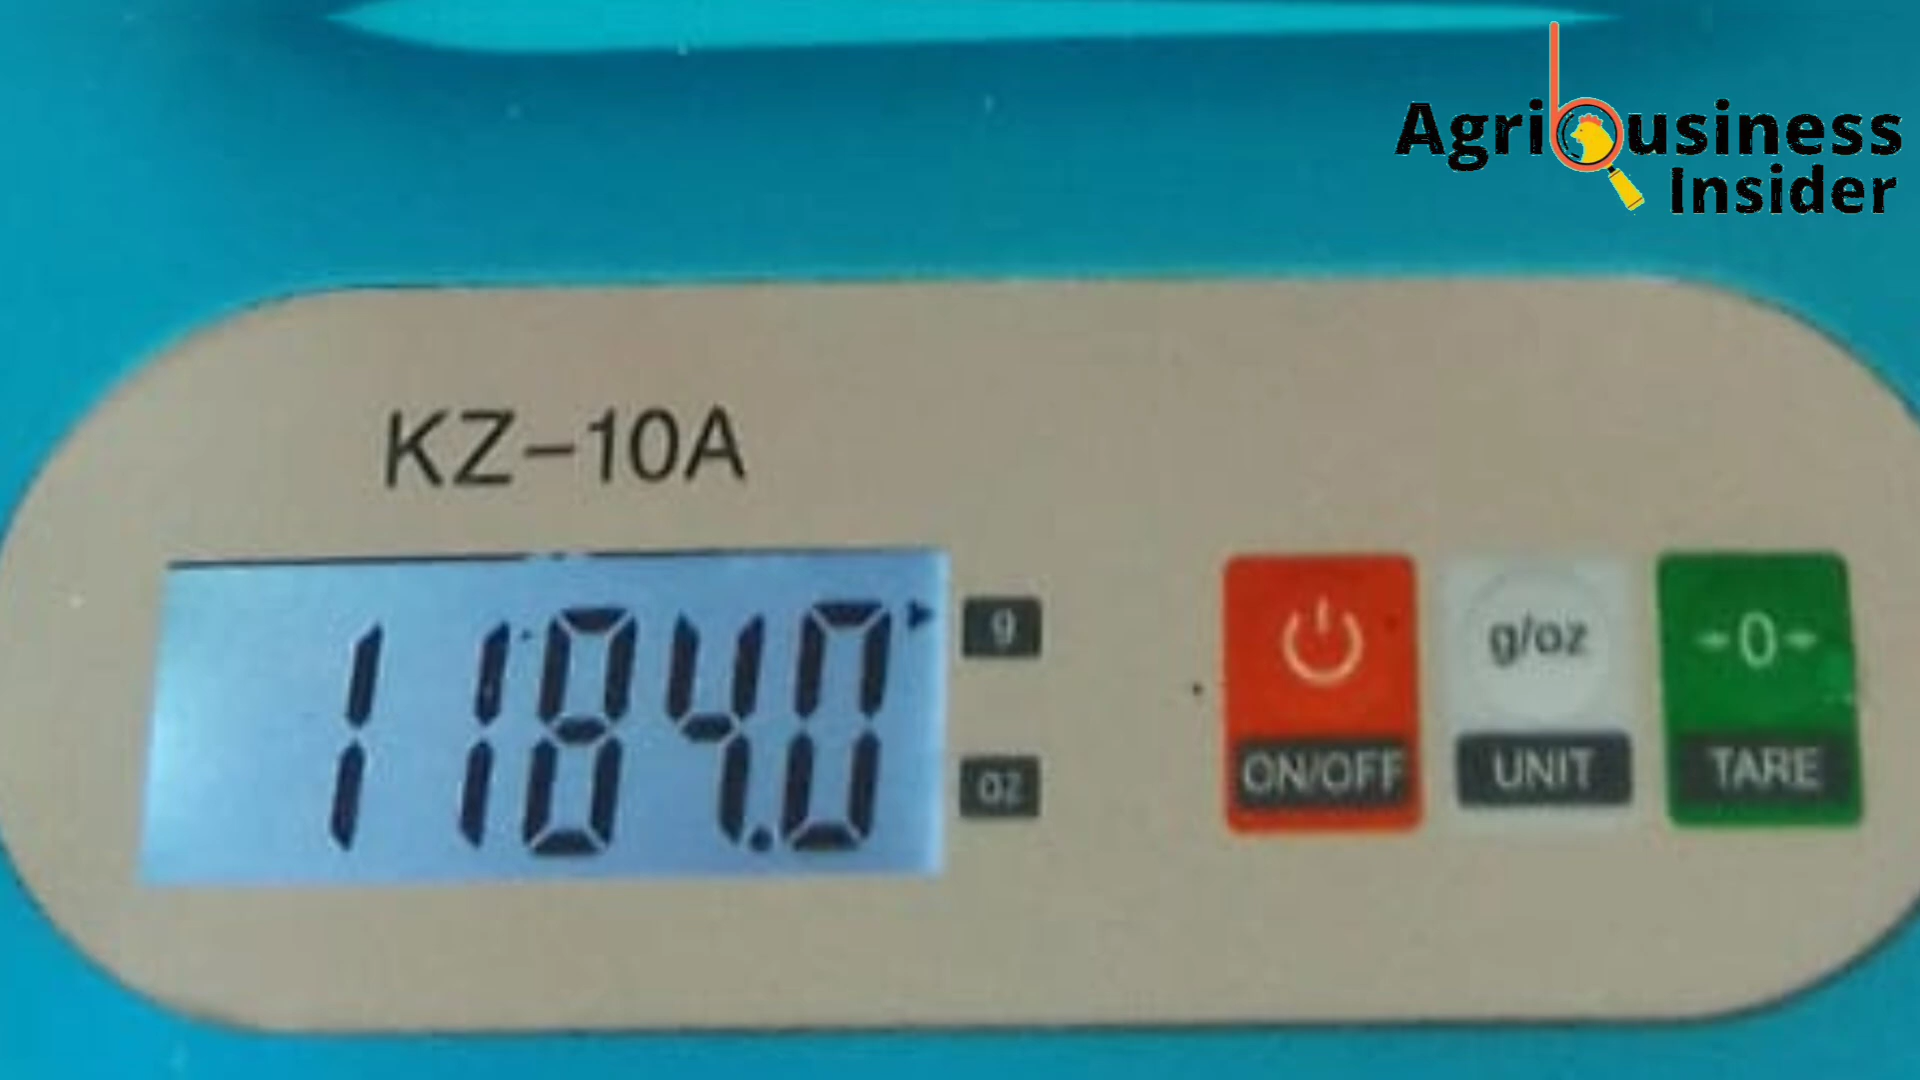 Agribusiness
Insider
KZ-10A
1184.0
g
oz
ON/OFF
g/oz
UNIT
→0←
TARE